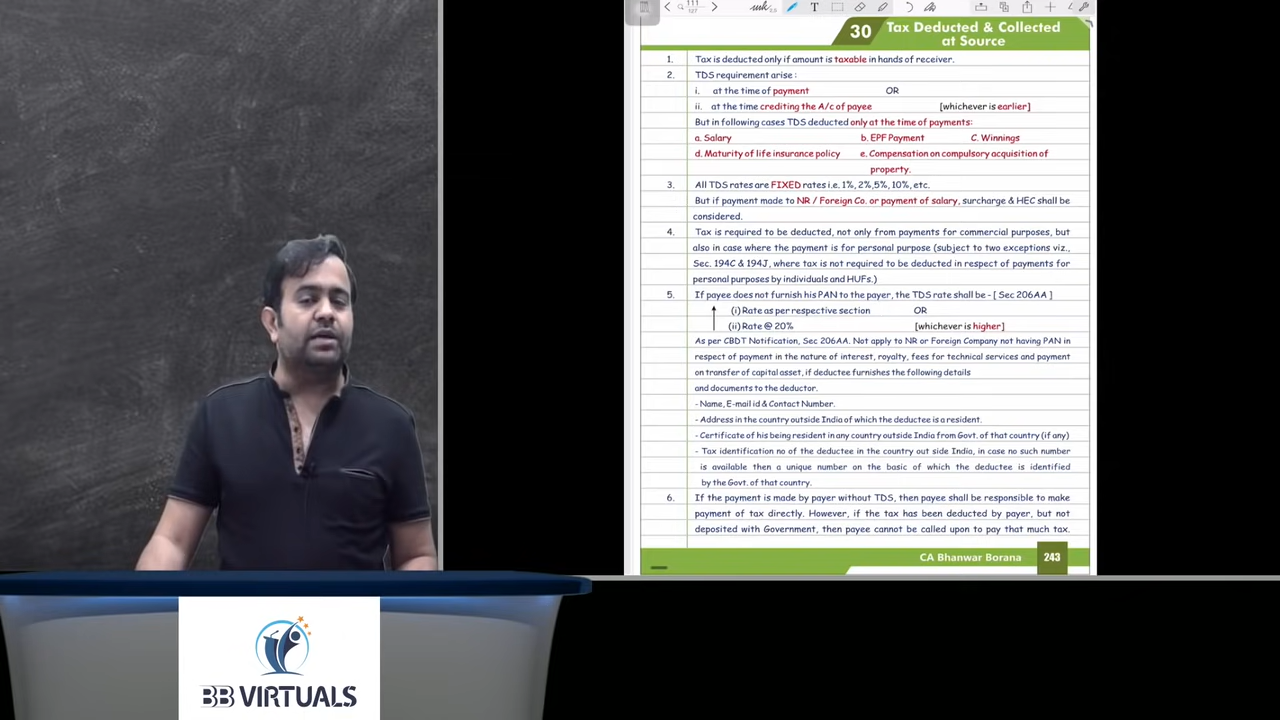 111
127
T
30
Tax Deducted & Collected
at Source
1. Tax is deducted only if amount is taxable in hands of receiver.
2. TDS requirement arise :
i. at the time of payment OR
ii. at the time crediting the A/c of payee [whichever is earlier]
But in following cases TDS deducted only at the time of payments:
a. Salary b. EPF Payment C. Winnings
d. Maturity of life insurance policy e. Compensation on compulsory acquisition of
property.
3. All TDS rates are FIXED rates i.e. 1%, 2%,5%, 10%, etc.
But if payment made to NR / Foreign Co. or payment of salary, surcharge & HEC shall be
considered.
4. Tax is required to be deducted, not only from payments for commercial purposes, but
also in case where the payment is for personal purpose (subject to two exceptions viz.,
Sec. 194C & 194J, where tax is not required to be deducted in respect of payments for
personal purposes by individuals and HUFs.)
5. If payee does not furnish his PAN to the payer, the TDS rate shall be - [ Sec 206AA ]
(i) Rate as per respective section OR
(ii) Rate @ 20% [whichever is higher]
As per CBDT Notification, Sec 206AA. Not apply to NR or Foreign Company not having PAN in
respect of payment in the nature of interest, royalty, fees for technical services and payment
on transfer of capital asset, if deductee furnishes the following details
and documents to the deductor.
- Name, E-mail id & Contact Number.
- Address in the country outside India of which the deductee is a resident.
- Certificate of his being resident in any country outside India from Govt. of that country (if any)
- Tax identification no of the deductee in the country out side India, in case no such number
is available then a unique number on the basic of which the deductee is identified
by the Govt. of that country.
6. If the payment is made by payer without TDS, then payee shall be responsible to make
payment of tax directly. However, if the tax has been deducted by payer, but not
deposited with Government, then payee cannot be called upon to pay that much tax.
CA Bhanwar Borana 243
BB VIRTUALS